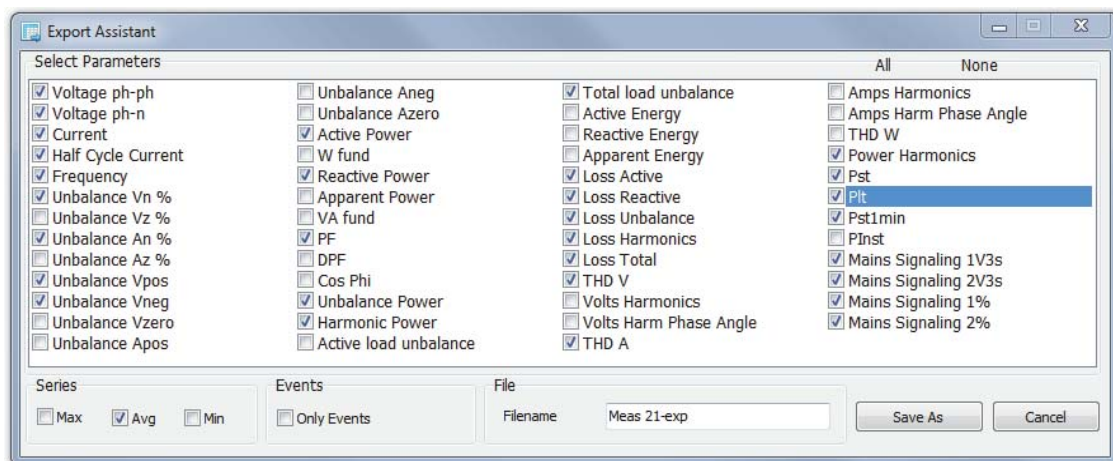 Export Assistant
Select Parameters
All None
Voltage ph-ph
Voltage ph-n
Current
Half Cycle Current
Frequency
Unbalance Vn %
Unbalance Vz %
Unbalance An %
Unbalance Az %
Unbalance Vpos
Unbalance Vneg
Unbalance Vzero
Unbalance Apos
Unbalance Aneg
Unbalance Azero
Active Power
W fund
Reactive Power
Apparent Power
VA fund
PF
DPF
Cos Phi
Unbalance Power
Harmonic Power
Active load unbalance
Total load unbalance
Active Energy
Reactive Energy
Apparent Energy
Loss Active
Loss Reactive
Loss Unbalance
Loss Harmonics
Loss Total
THD V
Volts Harmonics
Volts Harm Phase Angle
THD A
Amps Harmonics
Amps Harm Phase Angle
THD W
Power Harmonics
Pst
Plt
Pst1min
PInst
Mains Signaling 1V3s
Mains Signaling 2V3s
Mains Signaling 1%
Mains Signaling 2%
Series
Max Avg Min
Events
Only Events
File
Filename Meas 21-exp
Save As Cancel